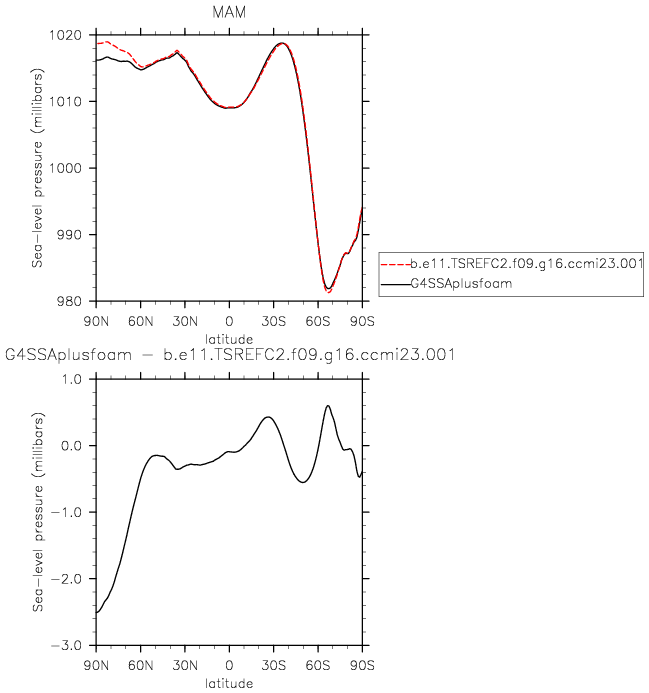 MAM
1020
1010
1000
990
980
Sea-level pressure (millibars)
90N 60N 30N 0 30S 60S 90S
latitude
b.e11.TSREFC2.f09.g16.ccmi23.001
G4SSAplusfoam
G4SSAplusfoam - b.e11.TSREFC2.f09.g16.ccmi23.001
1.0
0.0
-1.0
-2.0
-3.0
Sea-level pressure (millibars)
90N 60N 30N 0 30S 60S 90S
latitude